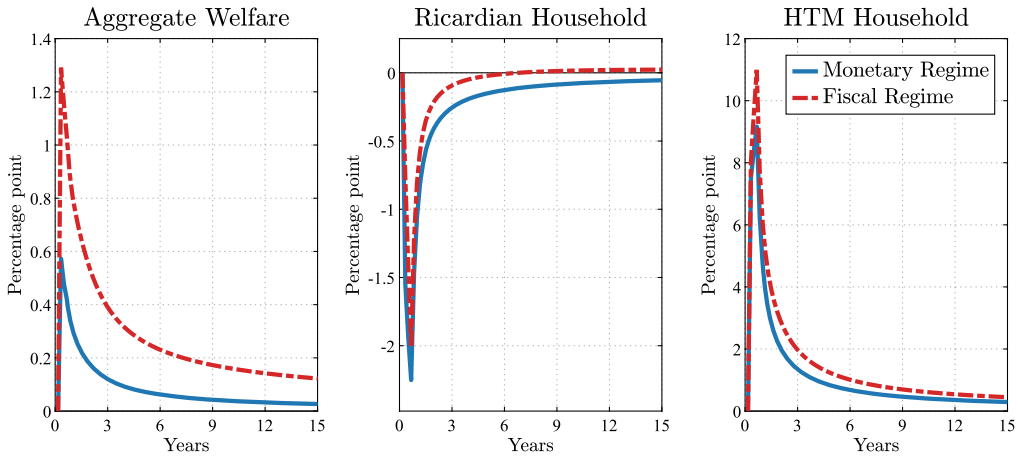 Aggregate Welfare
Percentage point
1.4
1.2
1
0.8
0.6
0.4
0.2
0
0 3 6 9 12 15
Years
Ricardian Household
Percentage point
0
-0.5
-1
-1.5
-2
0 3 6 9 12 15
Years
HTM Household
Percentage point
12
10
8
6
4
2
0
Monetary Regime
Fiscal Regime
0 3 6 9 12 15
Years